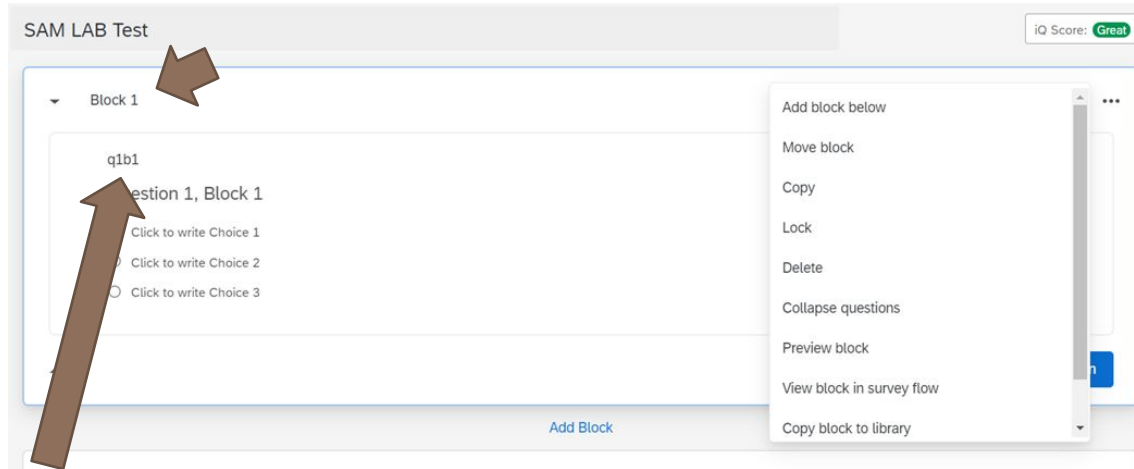 SAM LAB Test
iQ Score: Great
Block 1
q1b1
estion 1, Block 1
Click to write Choice 1
Click to write Choice 2
Click to write Choice 3
Add block below
Move block
Copy
Lock
Delete
Collapse questions
Preview block
View block in survey flow
Copy block to library
Add Block